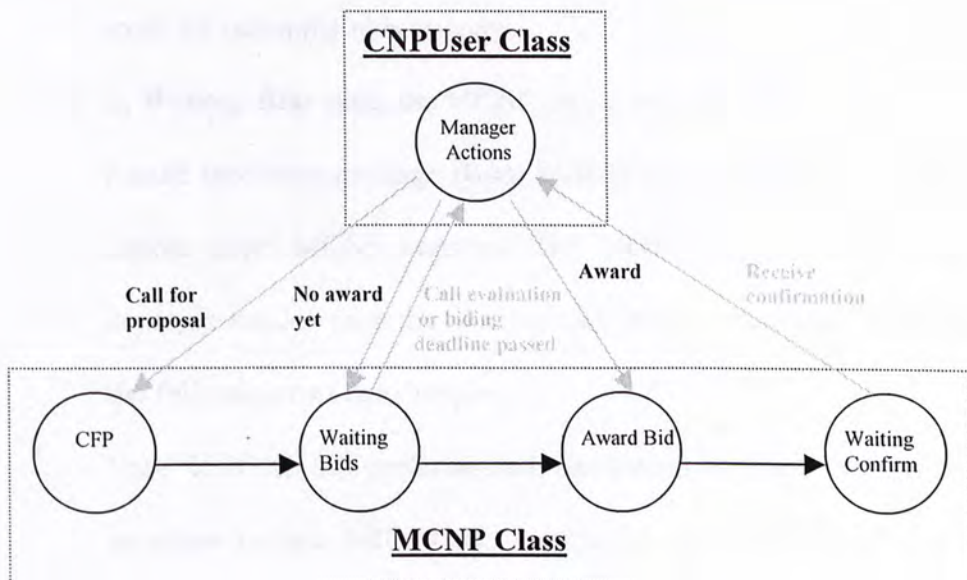 CNPUser Class
Manager
Actions
Call for
proposal
No award
yet
Call evaluation
or biding
deadline passed
Award
Receive
confirmation
CFP
Waiting
Bids
Award Bid
Waiting
Confirm
MCNP Class